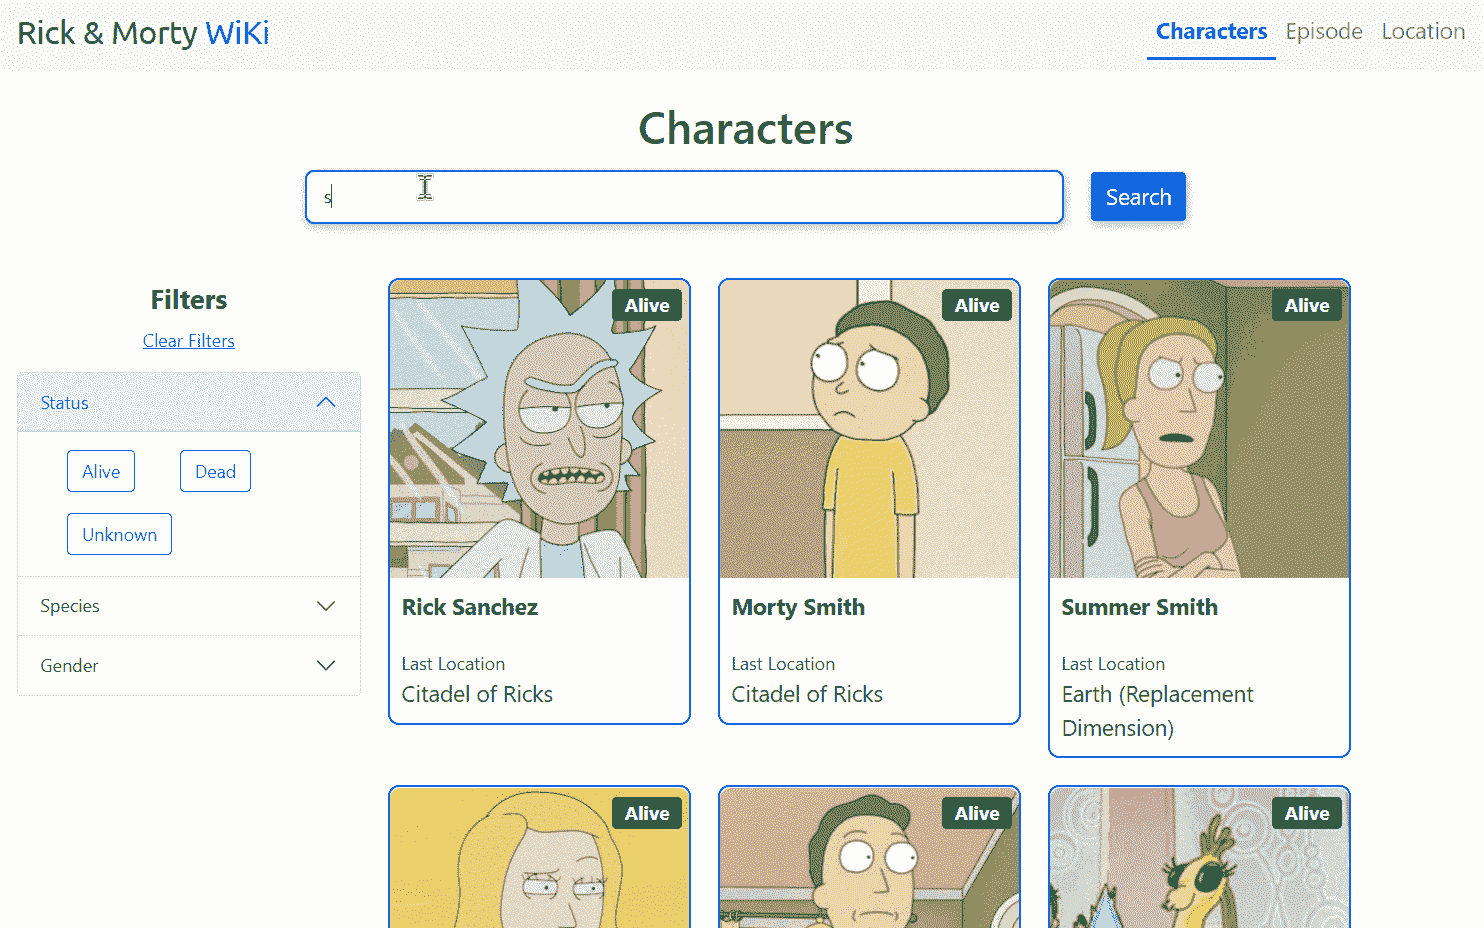 Rick & Morty WiKi
Characters Episode Location
Characters
s
Search
Filters
Clear Filters
Status
Alive Dead
Unknown
Species
Gender
Alive
Rick Sanchez
Last Location
Citadel of Ricks
Alive
Morty Smith
Last Location
Citadel of Ricks
Alive
Summer Smith
Last Location
Earth (Replacement
Dimension)
Alive
Alive
Alive